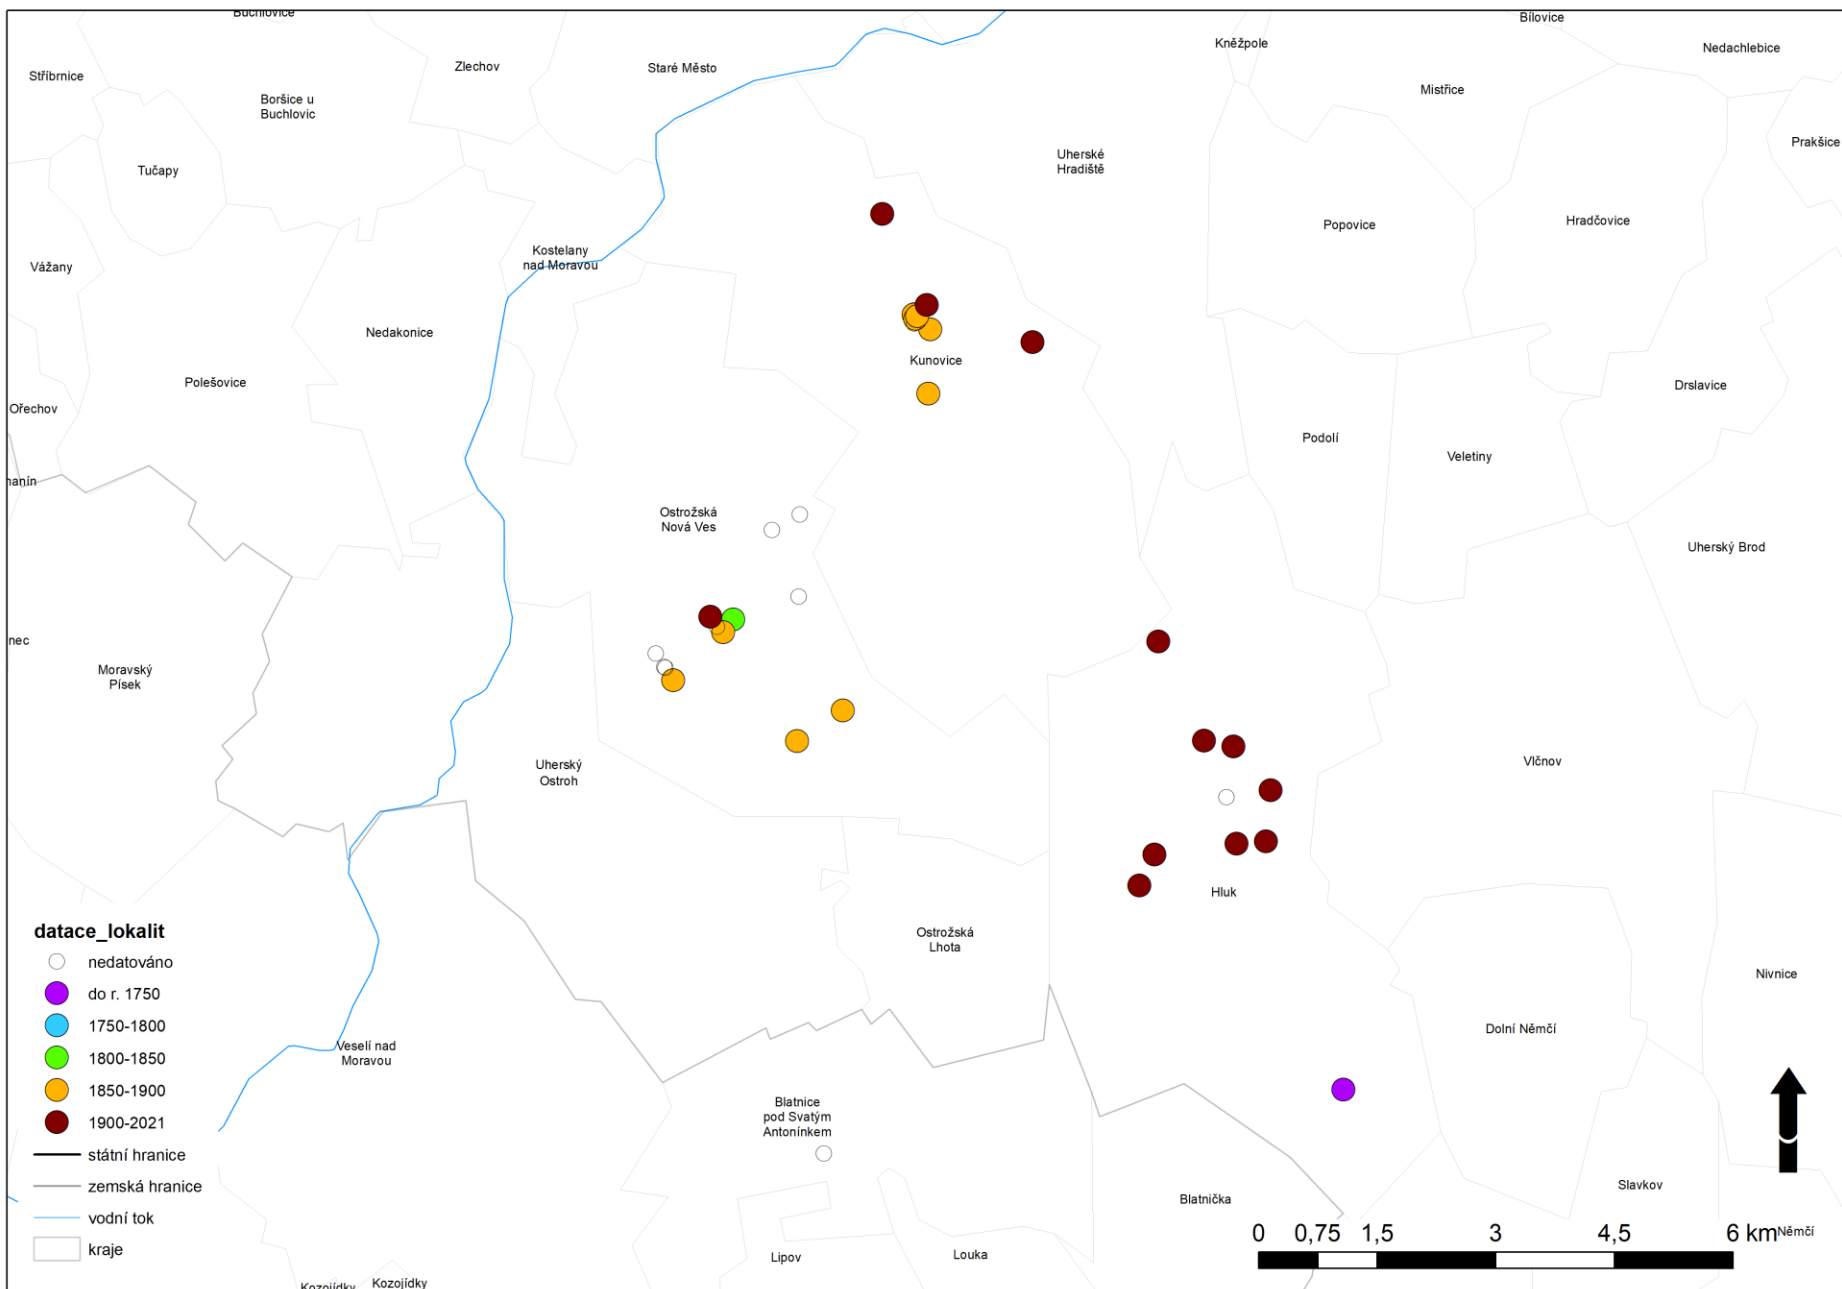 Buchlovice
Bílovice
Zlechov
Staré Město
Kněžpole
Nedachlebice
Stříbrnice
Boršice u
Buchlovic
Mistřice
Prakšice
Tučapy
Uherské
Hradiště
Popovice
Hradčovice
Kostelany
nad Moravou
Vážany
Nedakonice
Kunovice
Polešovice
Drslavice
Ořechov
Podolí
Veletiny
nanín
Ostrožská
Nová Ves
Uherský Brod
nec
Moravský
Písek
Uherský
Ostroh
Vlčnov
Hluk
Ostrožská
Lhota
Nivnice
Dolní Němčí
Veselí nad
Moravou
Blatnice
pod Svatým
Antonínkem
Blatnička
Slavkov
Němčí
Lipov
Louka
Kozojídky
Kozojídky
datace_lokalit
nedatováno
do r. 1750
1750-1800
1800-1850
1850-1900
1900-2021
státní hranice
zemská hranice
vodní tok
kraje
0 0,75 1,5 3 4,5 6 km